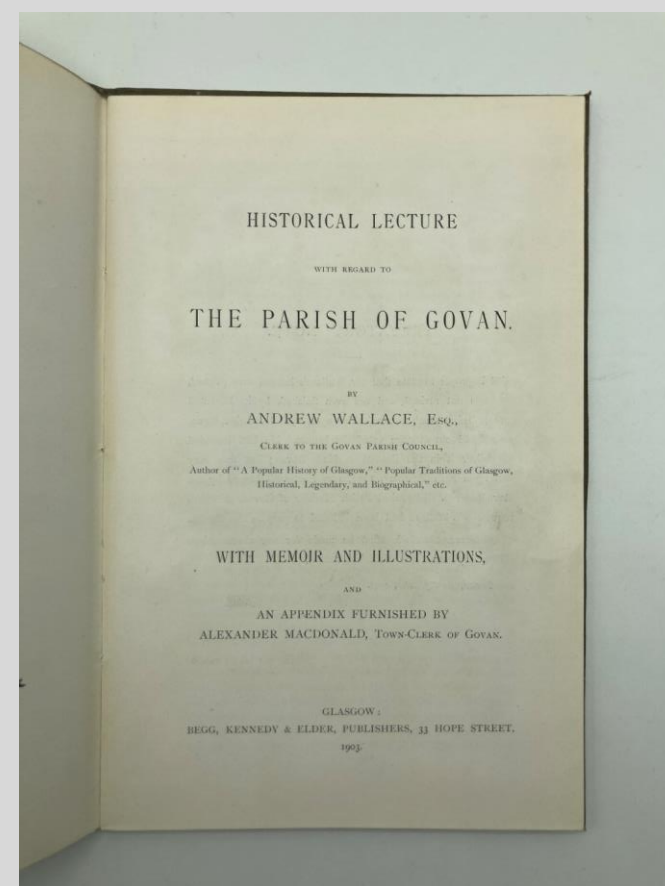 HISTORICAL LECTURE
WITH REGARD TO
THE PARISH OF GOVAN.
BY
ANDREW WALLACE, Esq.,
Clerk to the Govan Parish Council,
Author of "A Popular History of Glasgow," "Popular Traditions of Glasgow,
Historical, Legendary, and Biographical," etc.
WITH MEMOIR AND ILLUSTRATIONS,
AND
AN APPENDIX FURNISHED BY
ALEXANDER MACDONALD, Town-Clerk of Govan.
GLASGOW:
BEGG, KENNEDY & ELDER, PUBLISHERS, 33 HOPE STREET,